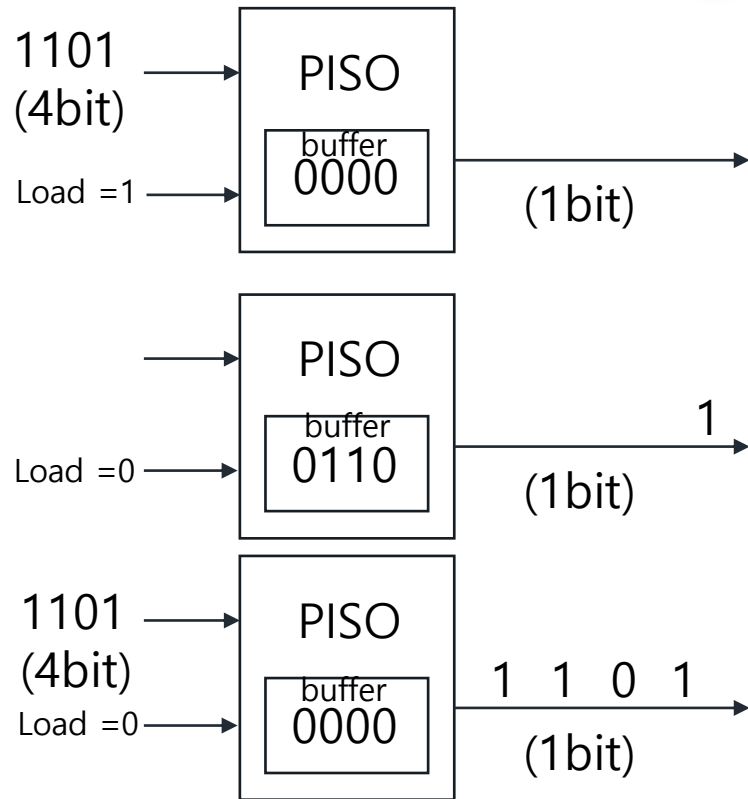 1101
(4bit)
PISO
buffer
0000
Load =1
(1bit)
PISO
buffer
0110
Load =0
1
(1bit)
1101
(4bit)
PISO
buffer
0000
Load =0
1 1 0 1
(1bit)